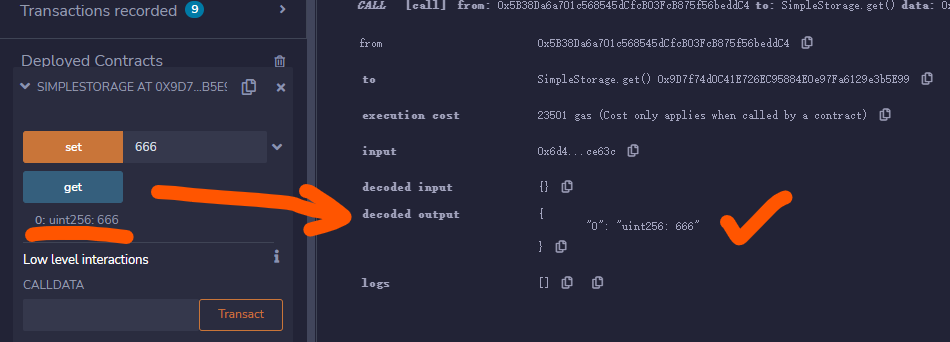 Transactions recorded 9
Deployed Contracts
SIMPLESTORAGE AT 0X9D7...B5E9
set 666
get
0: uint256: 666
Low level interactions
CALLDATA
Transact
CALL [call] from: 0x5B38Da6a701c568545dCfcB03FcB875f56beddC4 to: SimpleStorage.get() data: 0
from 0x5B38Da6a701c568545dCfcB03FcB875f56beddC4
to SimpleStorage.get() 0x9D7f74d0C41E726EC95884E0e97Fa6129e3b5E99
execution cost 23501 gas (Cost only applies when called by a contract)
input 0x6d4...ce63c
decoded input {}
decoded output {
"0": "uint256: 666"
}
logs []